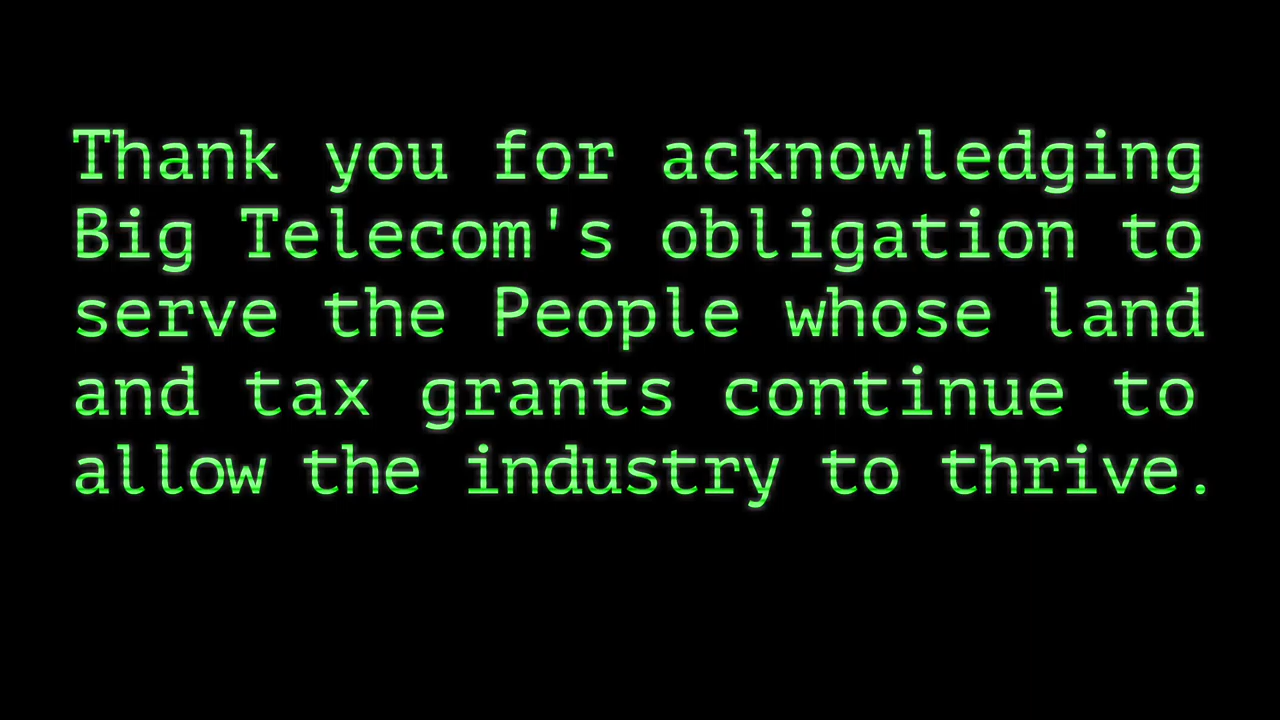 Thank you for acknowledging
Big Telecom's obligation to
serve the People whose land
and tax grants continue to
allow the industry to thrive.